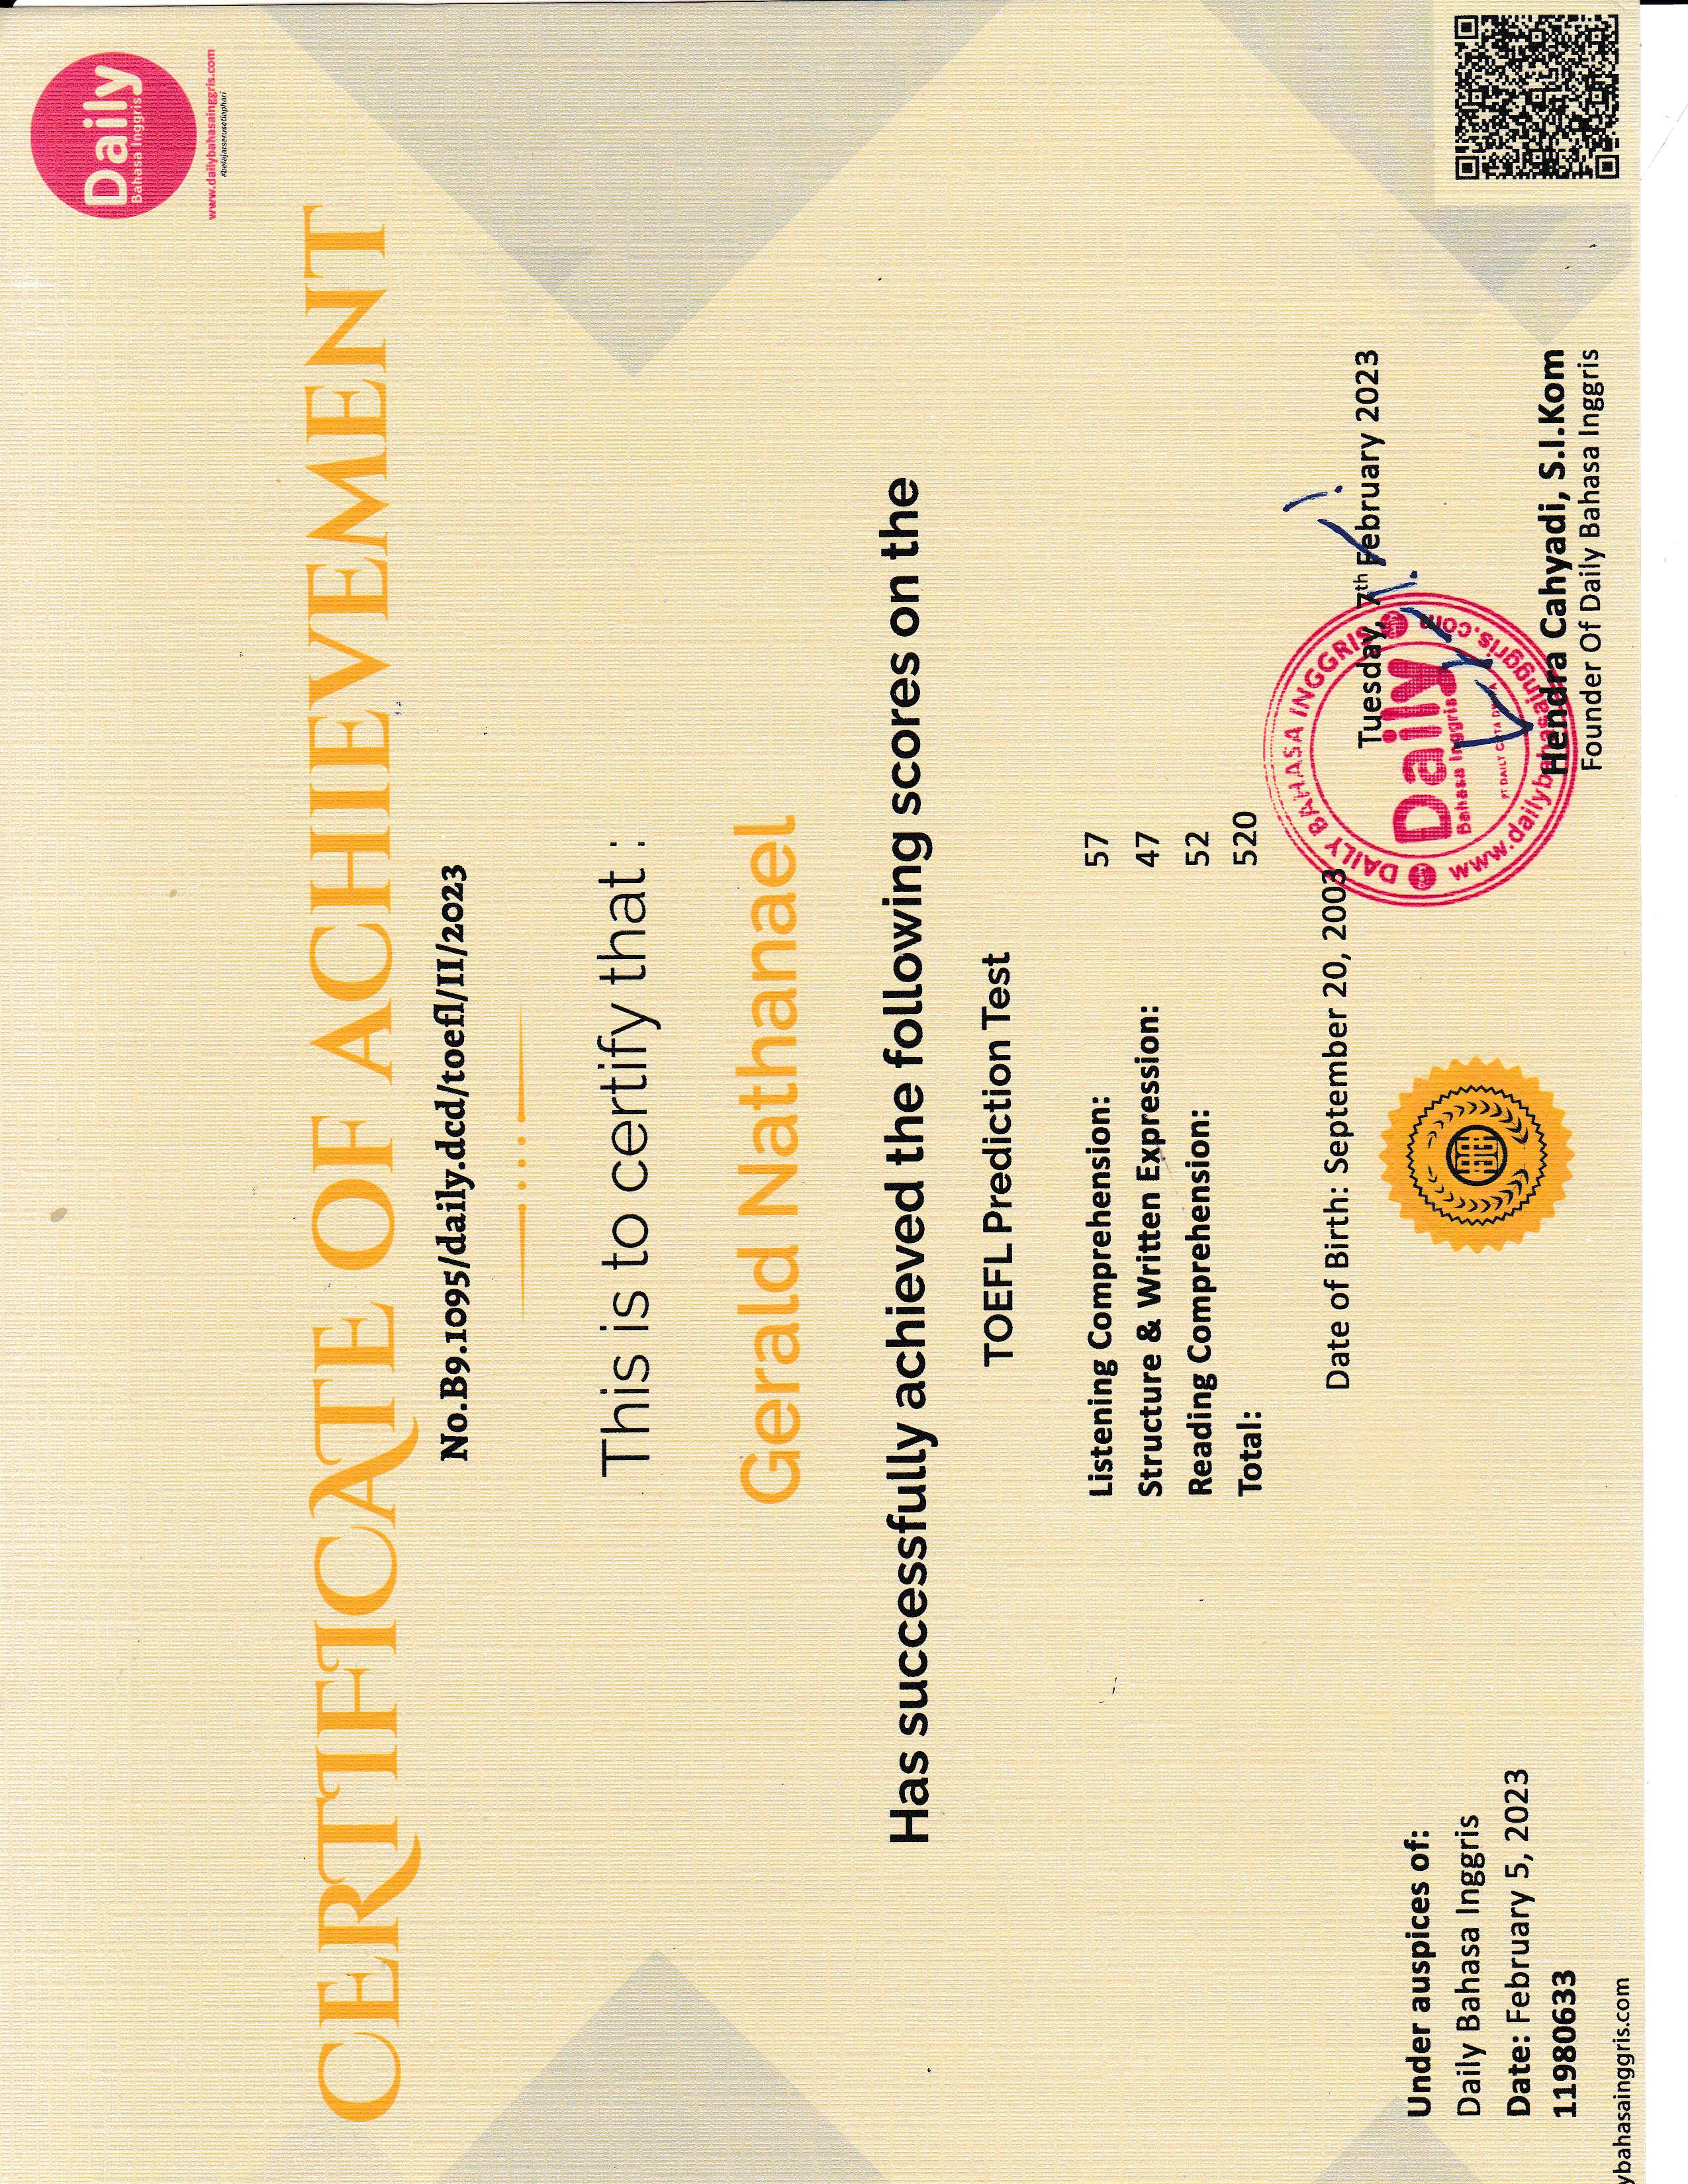 Daily
Bahasa Inggris
www.dailybahasainggris.com
#belajarserusetiaphari
CERTIFICATE OF ACHIEVEMENT
No.B9.1095/daily.dcd/toefl/II/2023
This is to certify that :
Gerald Nathanael
Has successfully achieved the following scores on the
TOEFL Prediction Test
Listening Comprehension: 57
Structure & Written Expression: 47
Reading Comprehension: 52
Total: 520
Date of Birth: September 20, 2003
Tuesday, 7th February 2023
DAILY BAHASA INGGRIS
Daily
Bahasa Inggris
PT DAILY
www.dailybahasainggris.com
Hendra Cahyadi, S.I.Kom
Founder Of Daily Bahasa Inggris
Under auspices of:
Daily Bahasa Inggris
Date: February 5, 2023
11980633
ybahasainggris.com